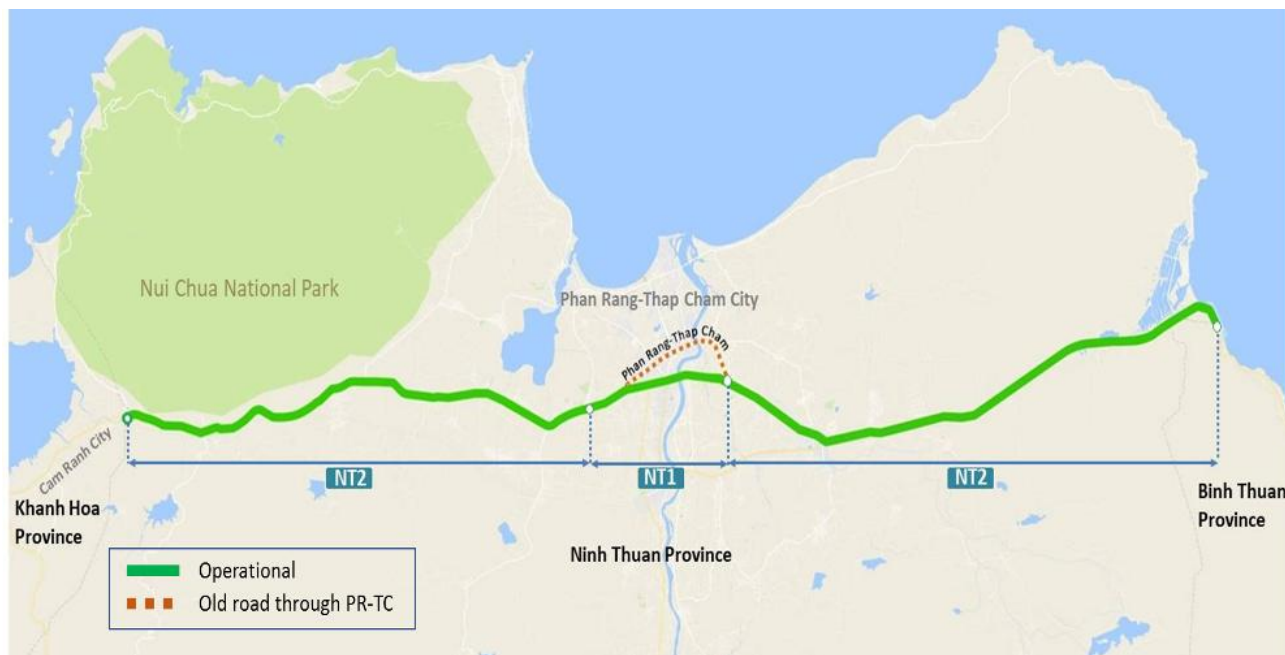 Nui Chua National Park
Phan Rang-Thap Cham City
Phan Rang-Thap Cham
Cam Ranh City
NT2
NT1
NT2
Khanh Hoa
Province
Ninh Thuan Province
Binh Thuan
Province
Operational
Old road through PR-TC